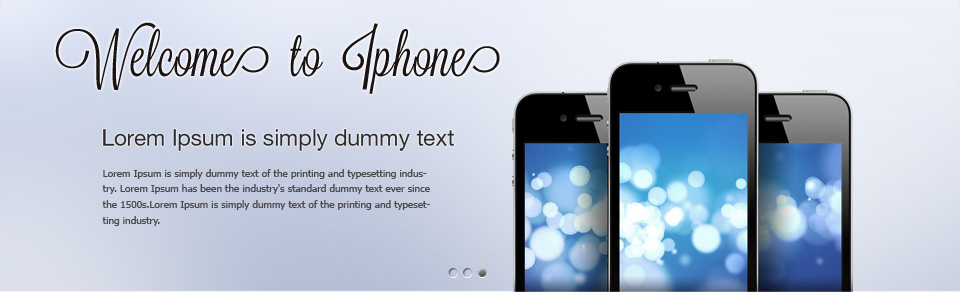 Welcome to Iphone
Lorem Ipsum is simply dummy text
Lorem Ipsum is simply dummy text of the printing and typesetting indus-
try. Lorem Ipsum has been the industry's standard dummy text ever since
the 1500s.Lorem Ipsum is simply dummy text of the printing and typeset-
ting industry.